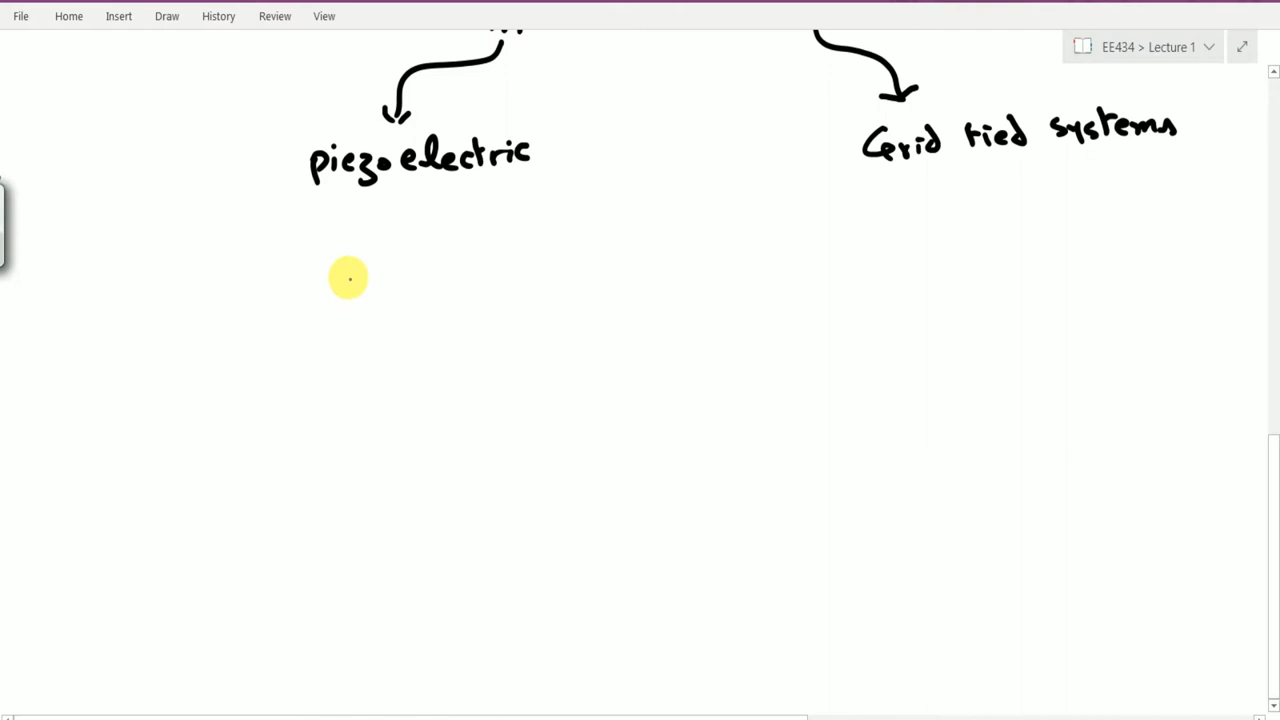 File Home Insert Draw History Review View
EE434 > Lecture 1
piezoelectric
Grid tied systems